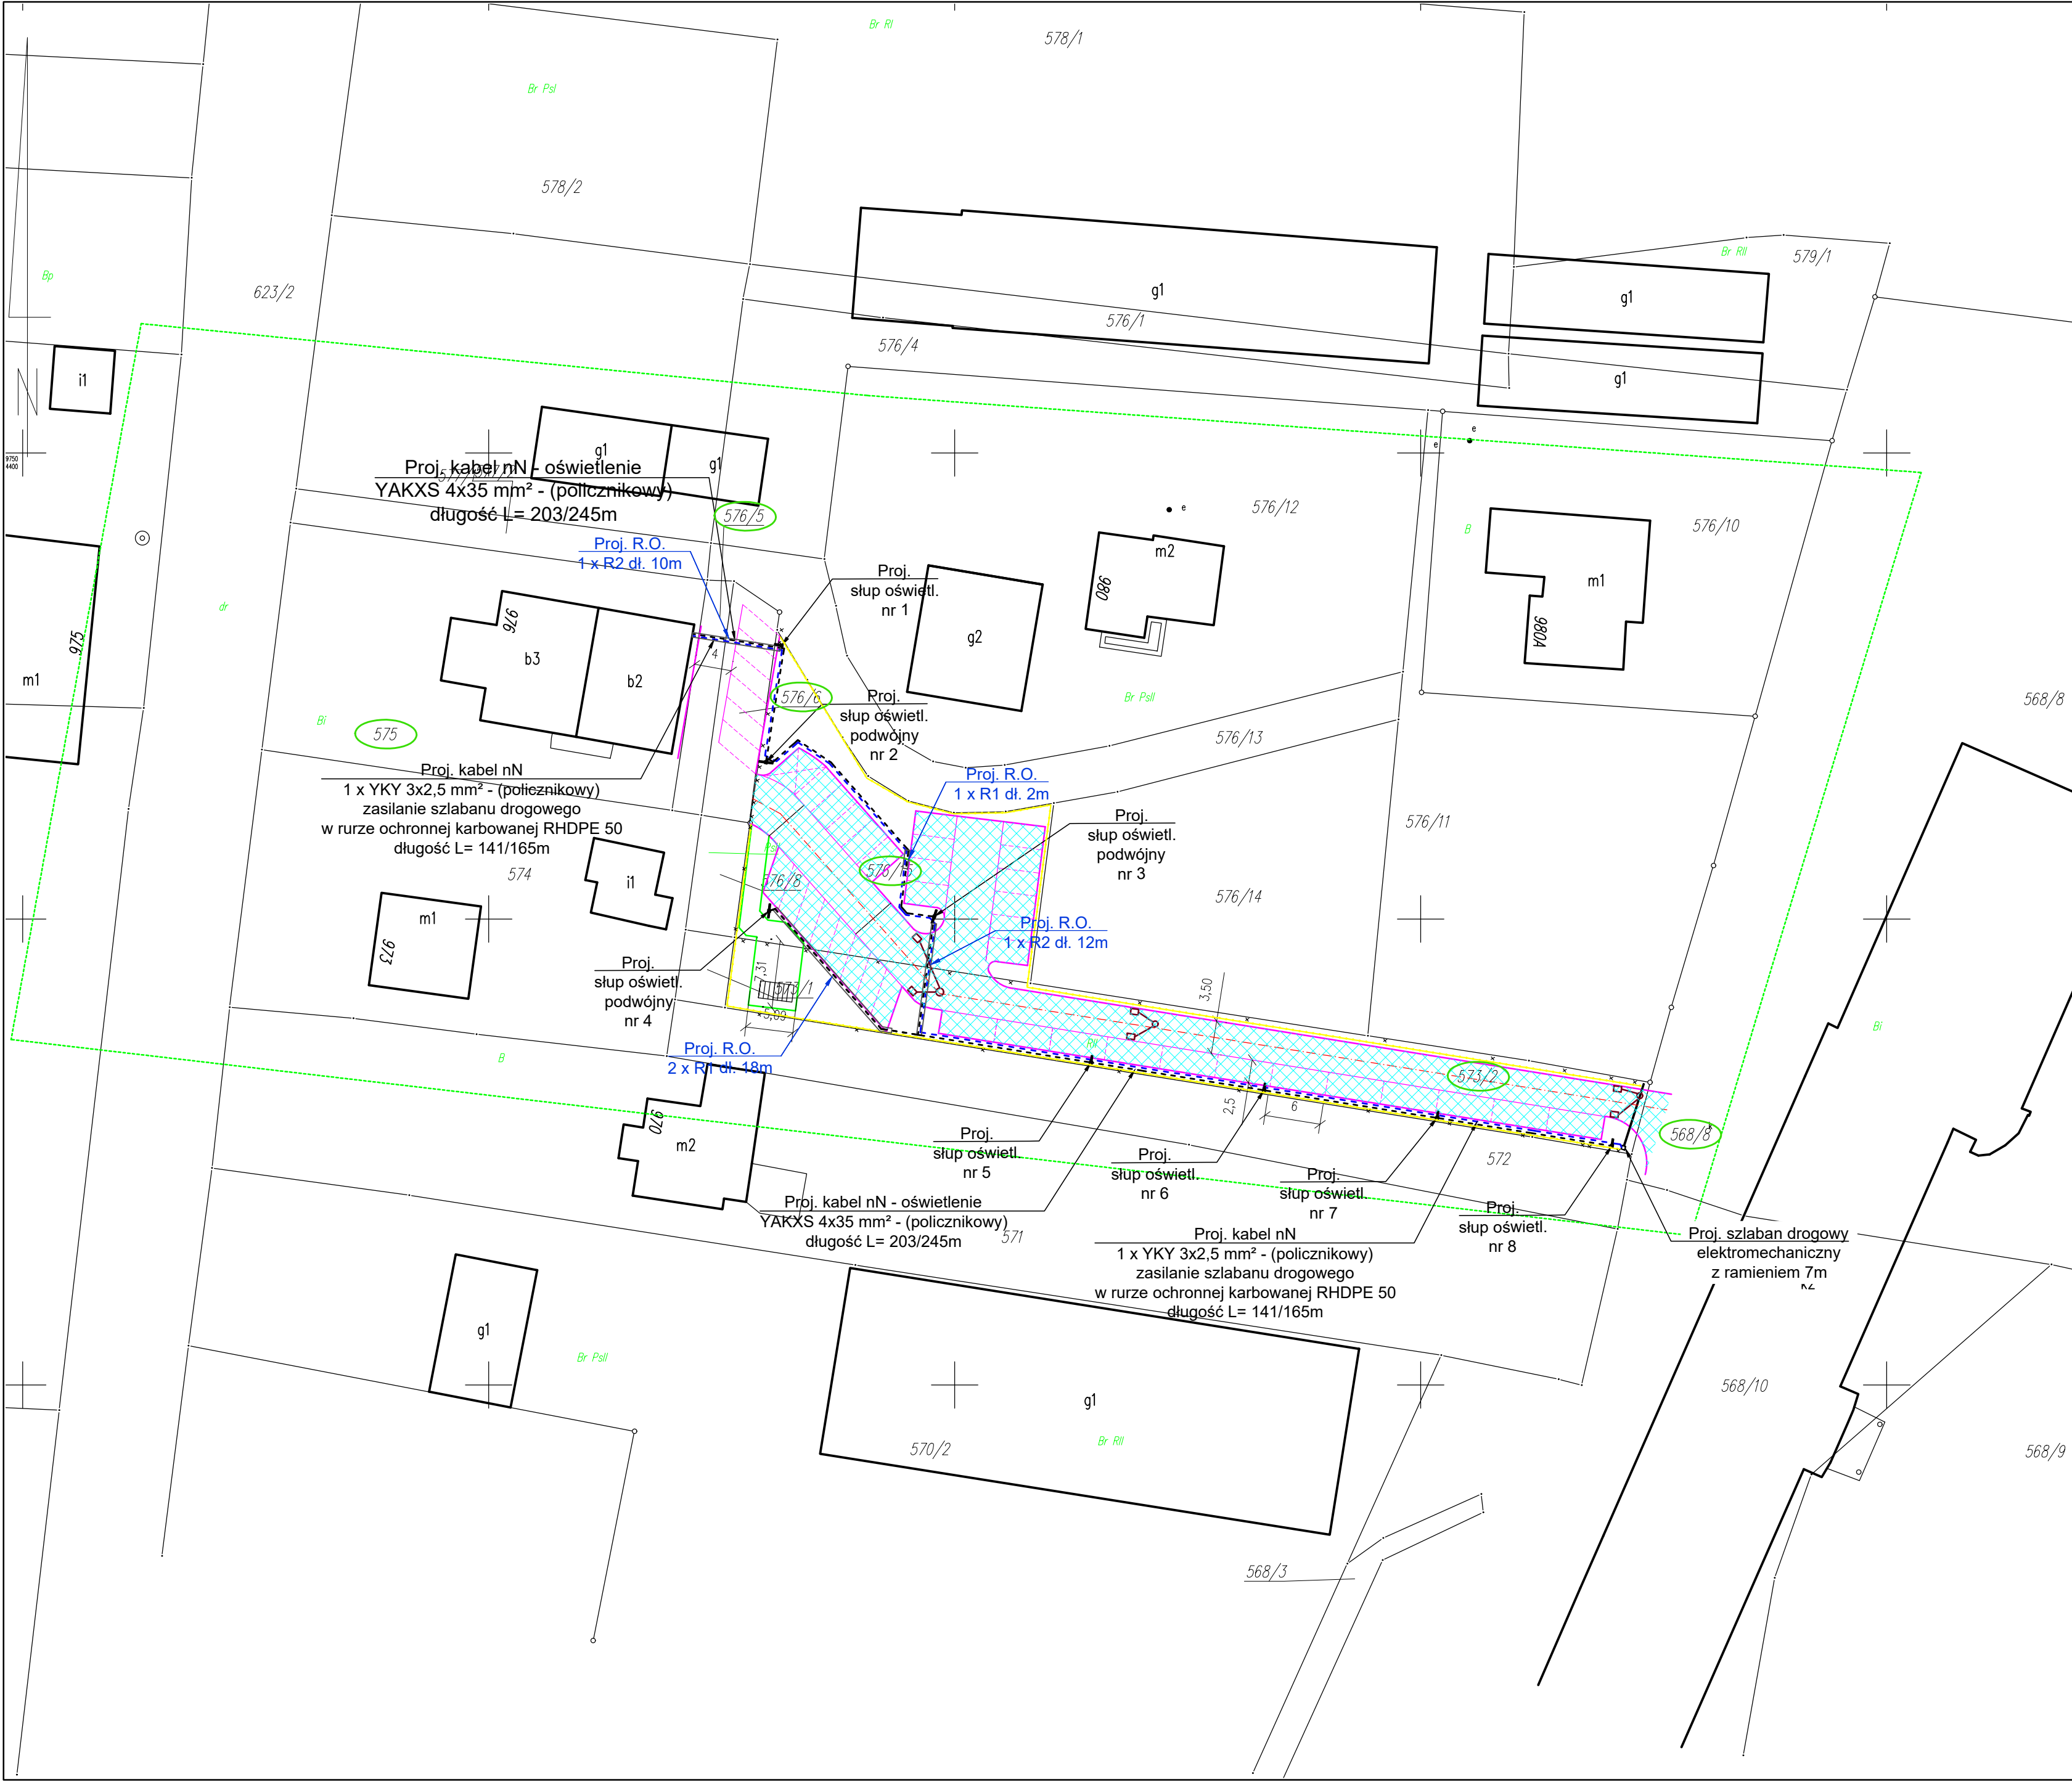 Br RI
578/1
Br PsI
578/2
Br RII
579/1
Bp
623/2
g1
g1
576/1
576/4
g1
i1
N
g1
g1
e
e
9750
4400
Proj. kabel nN - oświetlenie
YAKXS 4x35 mm² - (policznikowy)
długość L= 203/245m
576/5
576/12
e
B
576/10
Proj. R.O.
1 x R2 dł. 10m
m2
980
m1
980A
Proj.
słup oświetl.
nr 1
dr
976
975
g2
b3
b2
m1
4
576/6
Proj.
słup oświetl.
podwójny
nr 2
Br PsII
568/8
Bi
575
576/13
Proj. kabel nN
1 x YKY 3x2,5 mm² - (policznikowy)
zasilanie szlabanu drogowego
w rurze ochronnej karbowanej RHDPE 50
długość L= 141/165m
Proj. R.O.
1 x R1 dł. 2m
Proj.
słup oświetl.
podwójny
nr 3
576/11
574
i1
576/8
576/14
m1
973
Proj. R.O.
1 x R2 dł. 12m
Proj.
słup oświetl.
podwójny
nr 4
7,31
573/1
5,09
3,50
Bi
Proj. R.O.
2 x R1 dł. 18m
B
RII
573/2
2,5
6
568/8
970
m2
Proj.
słup oświetl.
nr 5
Proj.
słup oświetl.
nr 6
572
Proj.
słup oświetl.
nr 7
Proj.
słup oświetl.
nr 8
Proj. kabel nN - oświetlenie
YAKXS 4x35 mm² - (policznikowy)
długość L= 203/245m
571
Proj. kabel nN
1 x YKY 3x2,5 mm² - (policznikowy)
zasilanie szlabanu drogowego
w rurze ochronnej karbowanej RHDPE 50
długość L= 141/165m
Proj. szlaban drogowy
elektromechaniczny
z ramieniem 7m
g1
Br PsII
g1
568/10
570/2
Br RII
568/9
568/3